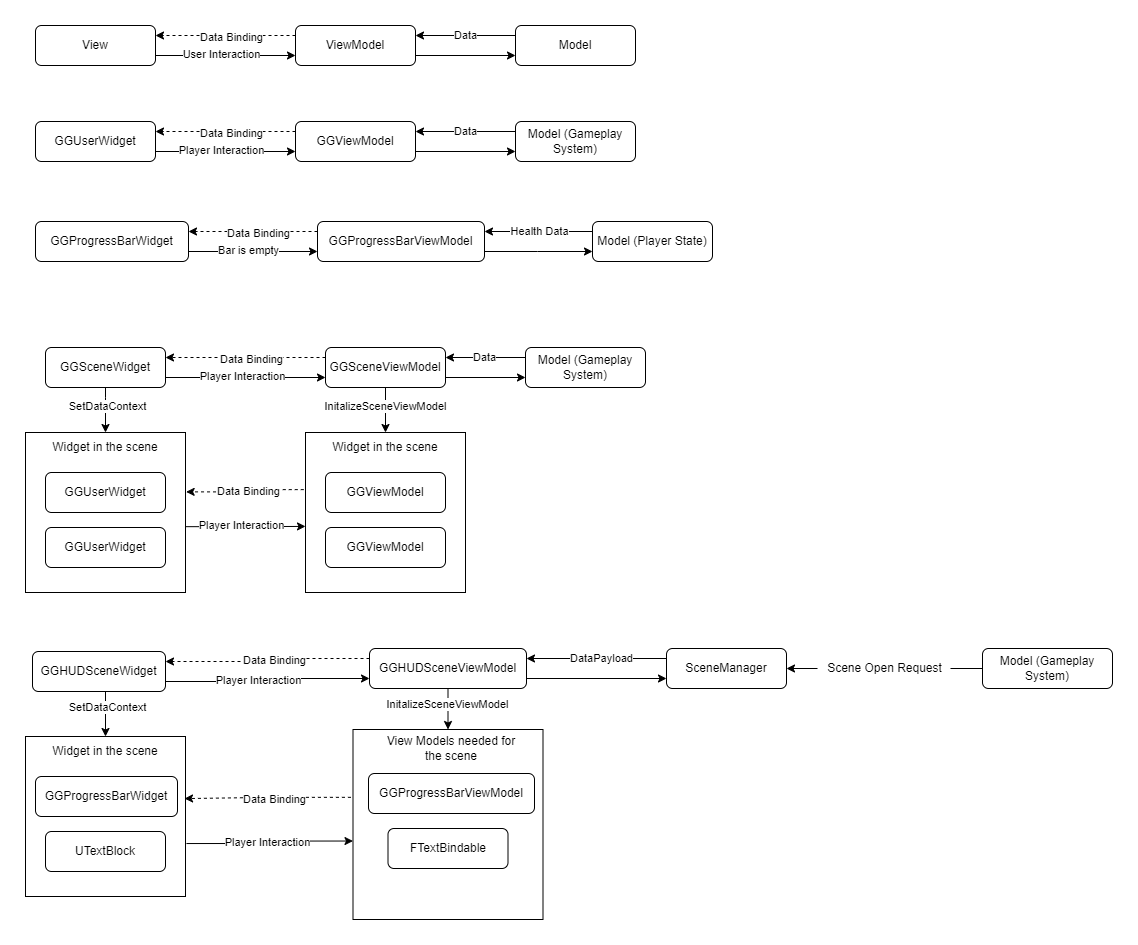 View
Data Binding
User Interaction
ViewModel
Data
Model
GGUserWidget
Data Binding
Player Interaction
GGViewModel
Data
Model (Gameplay
System)
GGProgressBarWidget
Data Binding
Bar is empty
GGProgressBarViewModel
Health Data
Model (Player State)
GGSceneWidget
Data Binding
Player Interaction
GGSceneViewModel
Data
Model (Gameplay
System)
SetDataContext
InitalizeSceneViewModel
Widget in the scene
GGUserWidget
GGUserWidget
Data Binding
Player Interaction
Widget in the scene
GGViewModel
GGViewModel
GGHUDSceneWidget
Data Binding
Player Interaction
GGHUDSceneViewModel
DataPayload
SceneManager
Scene Open Request
Model (Gameplay
System)
SetDataContext
InitalizeSceneViewModel
Widget in the scene
GGProgressBarWidget
UTextBlock
Data Binding
Player Interaction
View Models needed for
the scene
GGProgressBarViewModel
FTextBindable